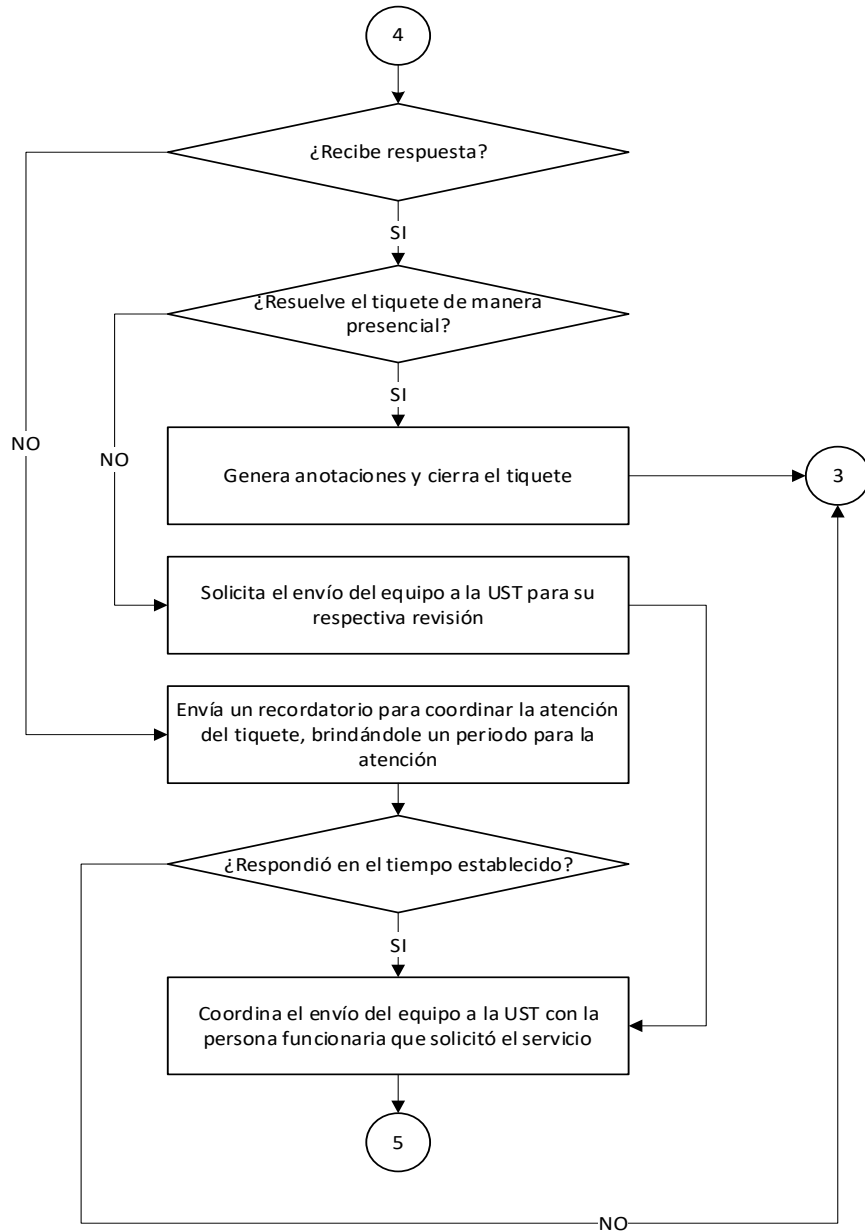 4
¿Recibe respuesta?
SI
¿Resuelve el tiquete de manera
presencial?
SI
NO
NO
Genera anotaciones y cierra el tiquete
3
Solicita el envío del equipo a la UST para su
respectiva revisión
Envía un recordatorio para coordinar la atención
del tiquete, brindándole un periodo para la
atención
¿Respondió en el tiempo establecido?
SI
Coordina el envío del equipo a la UST con la
persona funcionaria que solicitó el servicio
5
NO